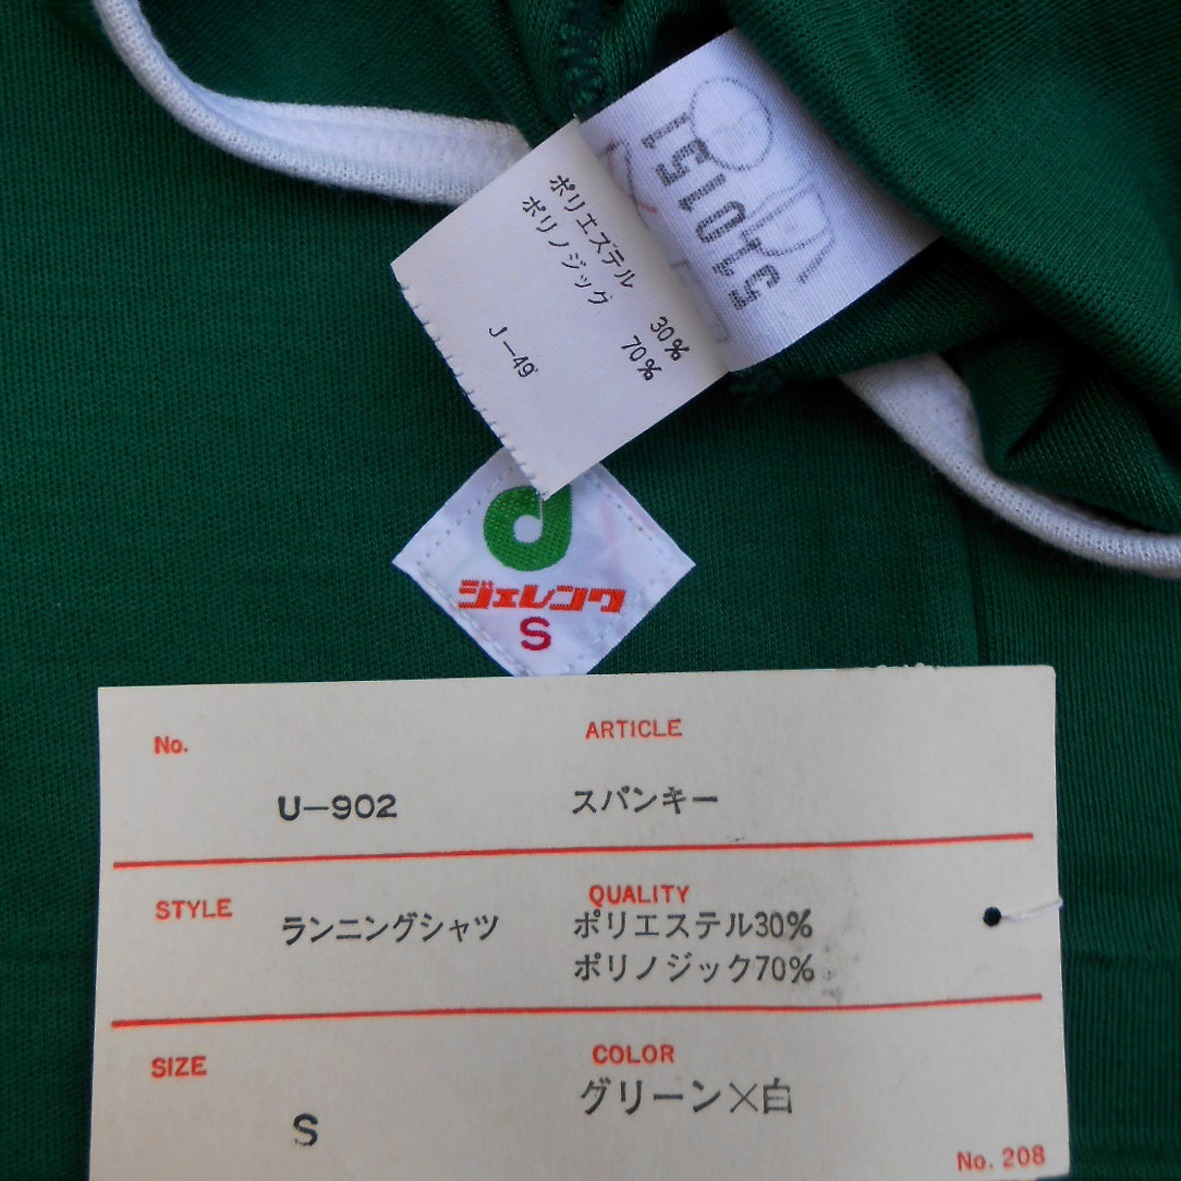 ポリエステル 30%
ポリノジック 70%
J-49
ジェレンク
S
No. U-902
ARTICLE スパンキー
STYLE ランニングシャツ
QUALITY
ポリエステル30%
ポリノジック70%
SIZE S
COLOR
グリーン×白
No. 208